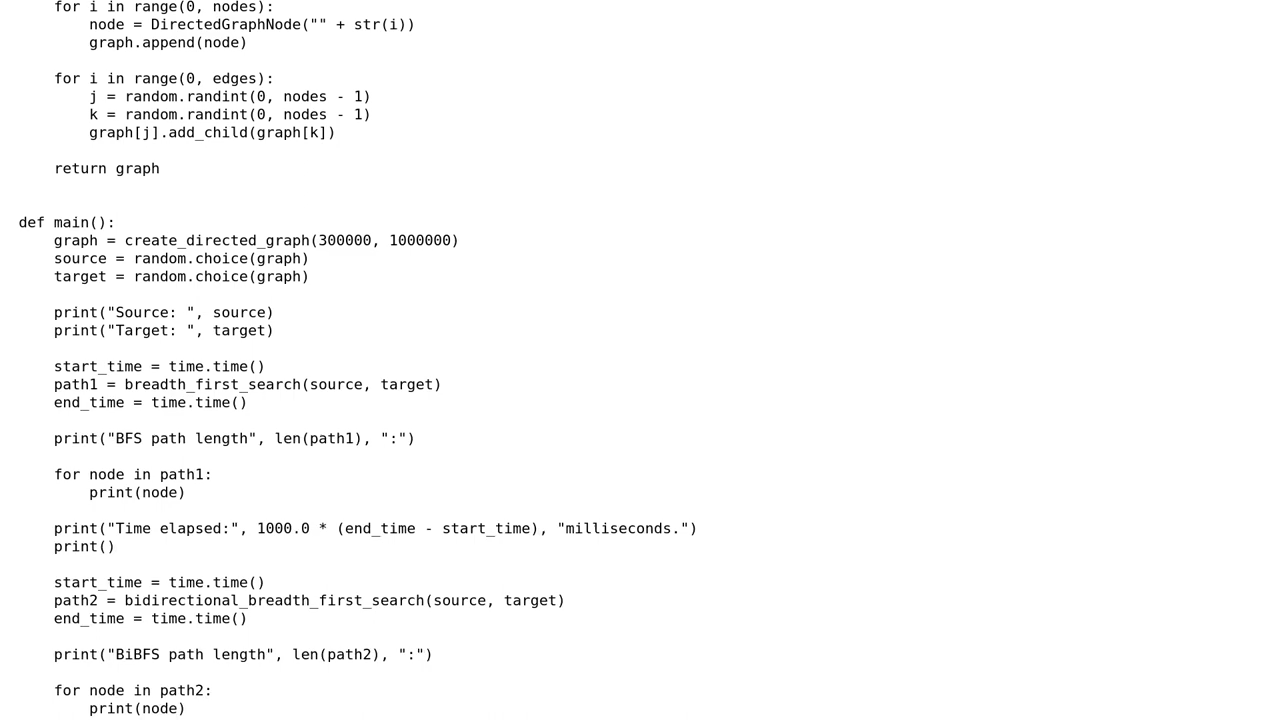 for i in range(0, nodes):
        node = DirectedGraphNode("" + str(i))
        graph.append(node)

    for i in range(0, edges):
        j = random.randint(0, nodes - 1)
        k = random.randint(0, nodes - 1)
        graph[j].add_child(graph[k])

    return graph


def main():
    graph = create_directed_graph(300000, 1000000)
    source = random.choice(graph)
    target = random.choice(graph)

    print("Source: ", source)
    print("Target: ", target)

    start_time = time.time()
    path1 = breadth_first_search(source, target)
    end_time = time.time()

    print("BFS path length", len(path1), ":")

    for node in path1:
        print(node)

    print("Time elapsed:", 1000.0 * (end_time - start_time), "milliseconds.")
    print()

    start_time = time.time()
    path2 = bidirectional_breadth_first_search(source, target)
    end_time = time.time()

    print("BiBFS path length", len(path2), ":")

    for node in path2:
        print(node)